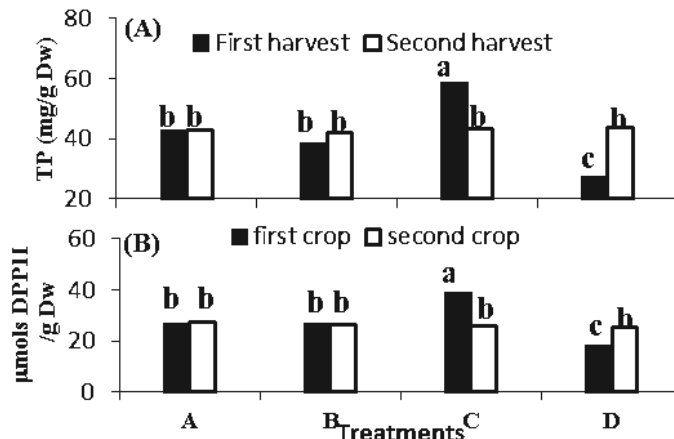 80
(A)
First harvest Second harvest
TP (mg/g Dw)
60
40
20
b b
b b
a
b
c
b
60
(B)
first crop second crop
µmols DPPH
/g Dw
40
20
0
b b
b b
a
b
c
b
A B C D
Treatments